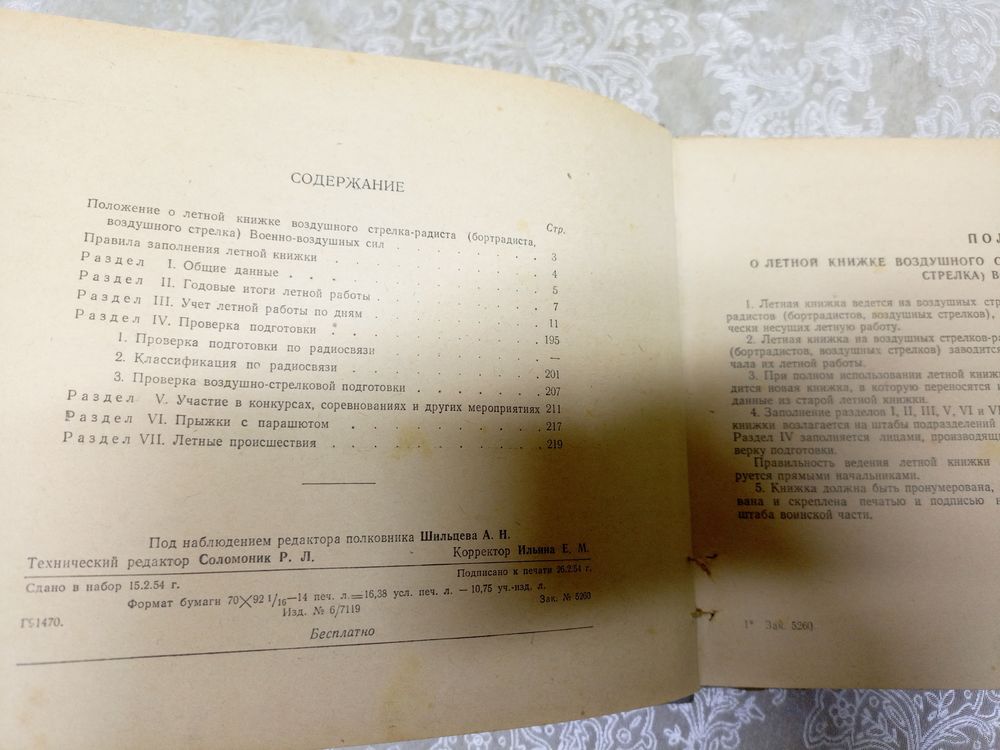 СОДЕРЖАНИЕ
Стр.
Положение о летной книжке воздушного стрелка-радиста (бортрадиста,
воздушного стрелка) Военно-воздушных сил . . . . . . 3
Правила заполнения летной книжки . . . . . . . . 4
Раздел I. Общие данные . . . . . . . . . 5
Раздел II. Годовые итоги летной работы . . . . . . . 7
Раздел III. Учет летной работы по дням . . . . . . . 11
Раздел IV. Проверка подготовки . . . . . . . . 195
1. Проверка подготовки по радиосвязи . . . . . . —
2. Классификация по радиосвязи . . . . . . . 201
3. Проверка воздушно-стрелковой подготовки . . . . . 207
Раздел V. Участие в конкурсах, соревнованиях и других мероприятиях 211
Раздел VI. Прыжки с парашютом . . . . . . . 217
Раздел VII. Летные происшествия . . . . . . . 219
Под наблюдением редактора полковника Шильцева А. Н.
Технический редактор Соломоник Р. Л. Корректор Ильина Е. М.
Сдано в набор 15.2.54 г. Подписано к печати 26.2.54 г.
Формат бумаги 70×92 1/16—14 печ. л.=16,38 усл. печ. л. — 10,75 уч.-изд. л.
Изд. № 6/7119 Зак. № 5260
Бесплатно
ПОЛ
О ЛЕТНОЙ КНИЖКЕ ВОЗДУШНОГО С
СТРЕЛКА) В
1. Летная книжка ведется на воздушных стр
радистов (бортрадистов, воздушных стрелков),
чески несущих летную работу.
2. Летная книжка на воздушных стрелков-ра
(бортрадистов, воздушных стрелков) заводится
чала их летной работы.
3. При полном использовании летной книжк
дится новая книжка, в которую переносятся и
данные из старой летной книжки.
4. Заполнение разделов I, II, III, V, VI и VI
книжки возлагается на штабы подразделений
Раздел IV заполняется лицами, производящ
верку подготовки.
Правильность ведения летной книжки
руется прямыми начальниками.
5. Книжка должна быть пронумерована,
вана и скреплена печатью и подписью н
штаба воинской части.
1* Зак. 5260.